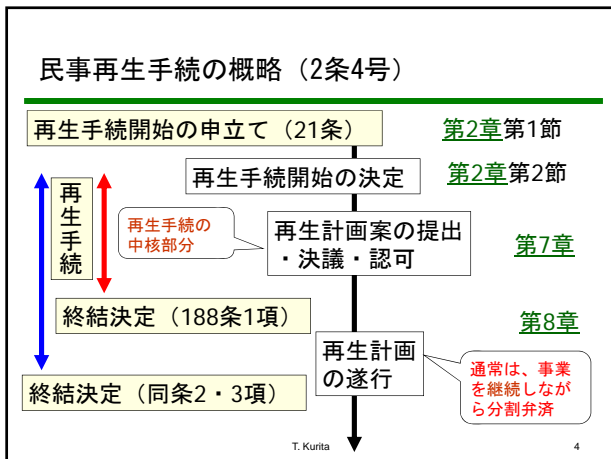 民事再生手続の概略（2条4号）
再生手続開始の申立て（21条）
第2章第1節
再生手続開始の決定
第2章第2節
再生手続
再生手続の
中核部分
再生計画案の提出
・決議・認可
第7章
終結決定（188条1項）
第8章
再生計画
の遂行
通常は、事業
を継続しなが
ら分割弁済
終結決定（同条2・3項）
T. Kurita
4